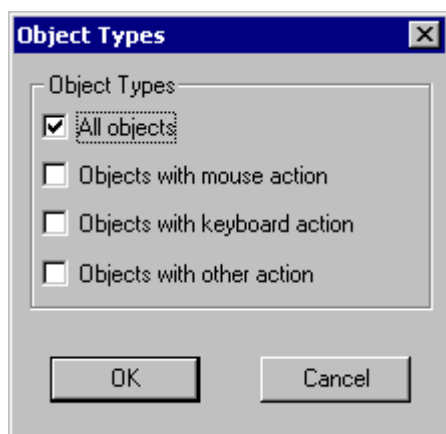 Object Types
Object Types
All objects
Objects with mouse action
Objects with keyboard action
Objects with other action
OK Cancel